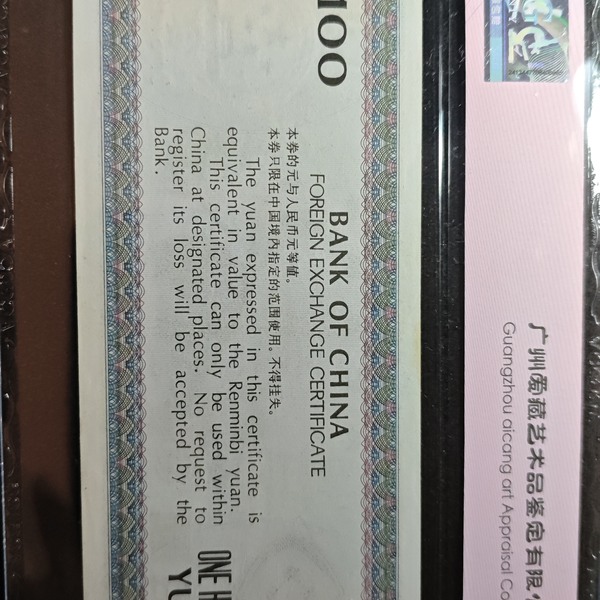 100
BANK OF CHINA
FOREIGN EXCHANGE CERTIFICATE
本券的元与人民币元等值。
本券只限在中国境内指定的范围使用。不得挂失。
The yuan expressed in this certificate is
equivalent in value to the Renminbi yuan.
This certificate can only be used within
China at designated places. No request to
register its loss will be accepted by the
Bank.
ONE H
YU
广州爱藏艺术品鉴定有限
Guangzhou aicang art Appraisal Co